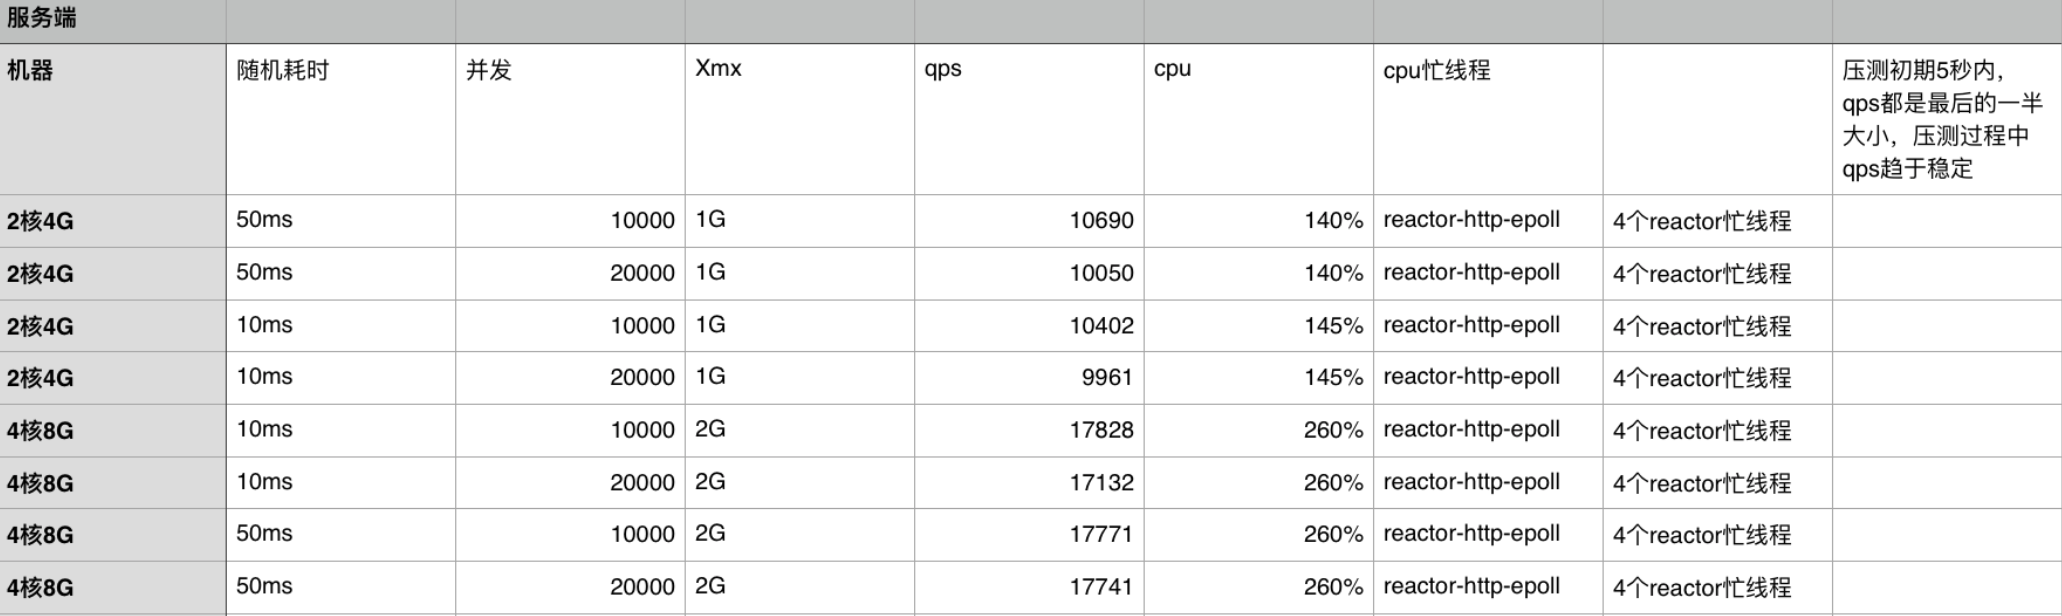 服务端
机器 随机耗时 并发 Xmx qps cpu cpu忙线程 压测初期5秒内，
qps都是最后的一半
大小，压测过程中
qps趋于稳定
2核4G 50ms 10000 1G 10690 140% reactor-http-epoll 4个reactor忙线程
2核4G 50ms 20000 1G 10050 140% reactor-http-epoll 4个reactor忙线程
2核4G 10ms 10000 1G 10402 145% reactor-http-epoll 4个reactor忙线程
2核4G 10ms 20000 1G 9961 145% reactor-http-epoll 4个reactor忙线程
4核8G 10ms 10000 2G 17828 260% reactor-http-epoll 4个reactor忙线程
4核8G 10ms 20000 2G 17132 260% reactor-http-epoll 4个reactor忙线程
4核8G 50ms 10000 2G 17771 260% reactor-http-epoll 4个reactor忙线程
4核8G 50ms 20000 2G 17741 260% reactor-http-epoll 4个reactor忙线程